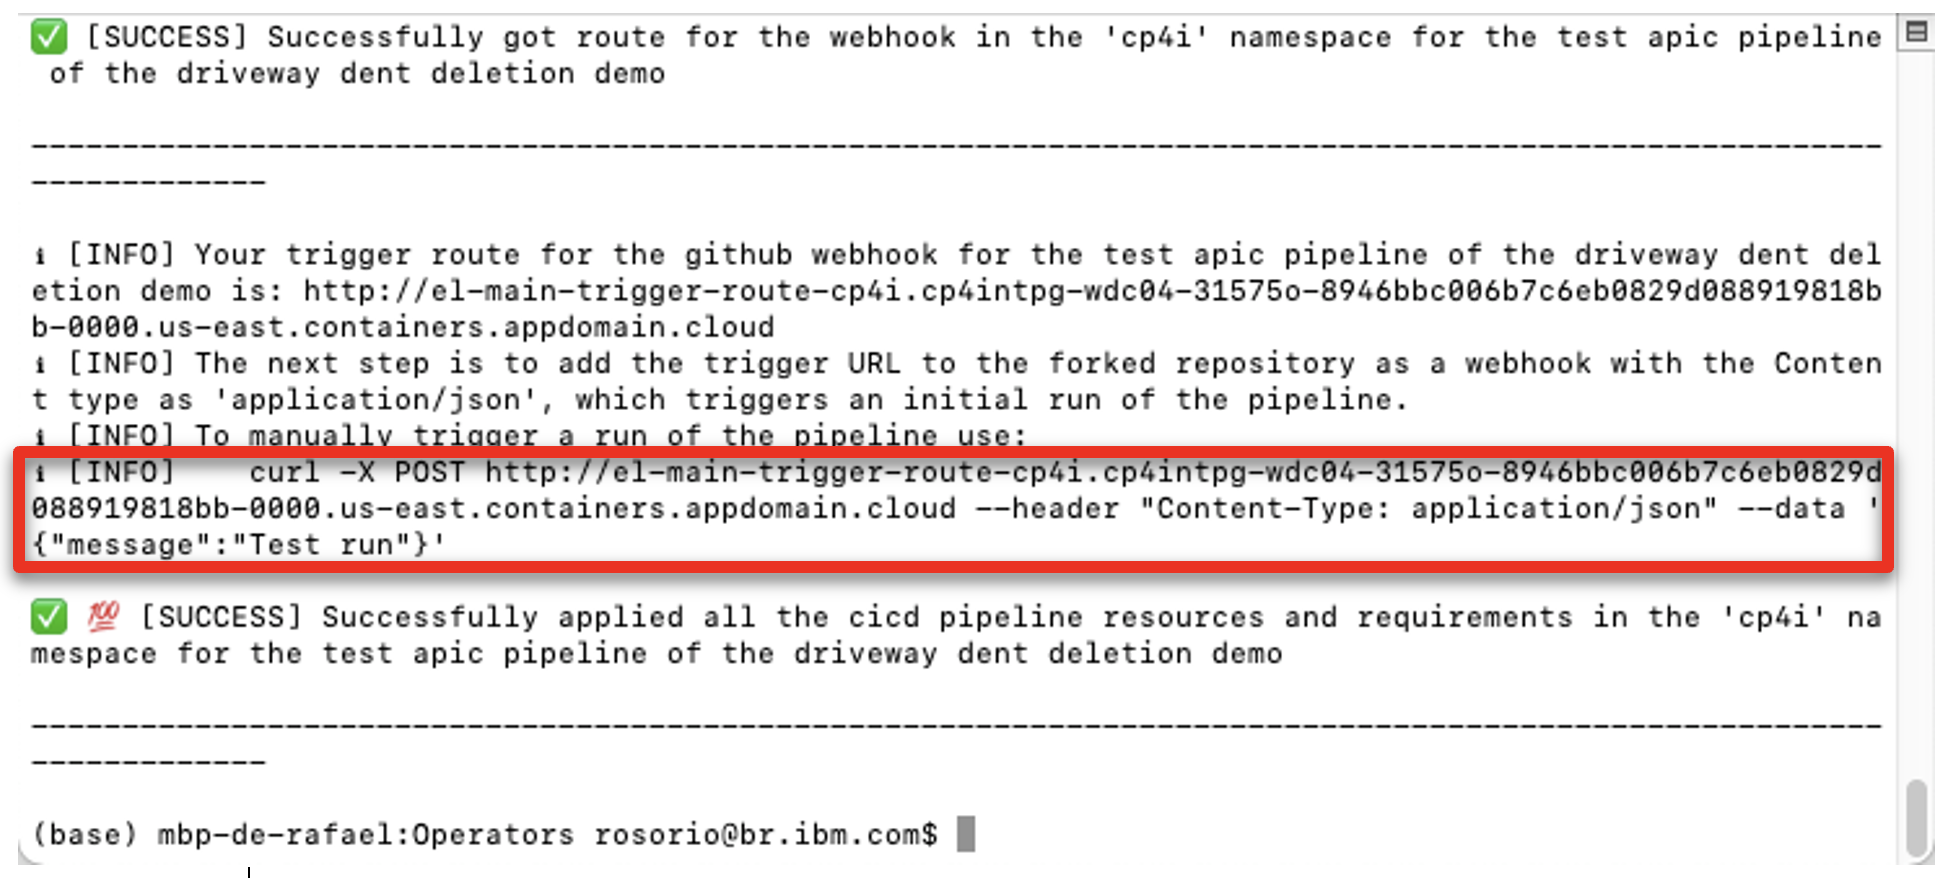 ✅ [SUCCESS] Successfully got route for the webhook in the 'cp4i' namespace for the test apic pipeline
of the driveway dent deletion demo
------------------------------------------------------------------------------------------------------
-------------
ℹ [INFO] Your trigger route for the github webhook for the test apic pipeline of the driveway dent del
etion demo is: http://el-main-trigger-route-cp4i.cp4intpg-wdc04-31575o-8946bbc006b7c6eb0829d088919818b
b-0000.us-east.containers.appdomain.cloud
ℹ [INFO] The next step is to add the trigger URL to the forked repository as a webhook with the Conten
t type as 'application/json', which triggers an initial run of the pipeline.
ℹ [INFO] To manually trigger a run of the pipeline use:
ℹ [INFO]    curl -X POST http://el-main-trigger-route-cp4i.cp4intpg-wdc04-31575o-8946bbc006b7c6eb0829d
088919818bb-0000.us-east.containers.appdomain.cloud --header "Content-Type: application/json" --data '
{"message":"Test run"}'
✅ 💯 [SUCCESS] Successfully applied all the cicd pipeline resources and requirements in the 'cp4i' na
mespace for the test apic pipeline of the driveway dent deletion demo
------------------------------------------------------------------------------------------------------
-------------
(base) mbp-de-rafael:Operators rosorio@br.ibm.com$